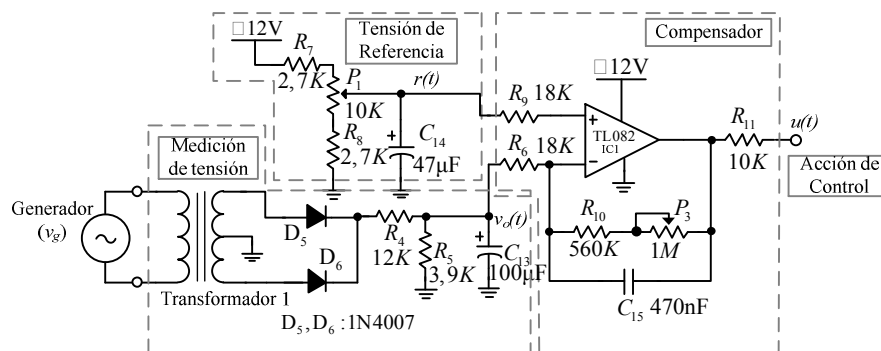 12V
Tensión de
Referencia
Compensador
R7
2,7K
P1
10K
r(t)
12V
R9 18K
R8
2,7K
C14
47µF
+
TL082
IC1
+
−
R6 18K
R11
10K
u(t)
Acción de
Control
Medición
de tensión
Generador
(vg)
D5
D6
R4
12K
R5
3,9K
vo(t)
+
C13
100µF
R10
560K
P3
1M
C15 470nF
Transformador 1
D5,D6:1N4007